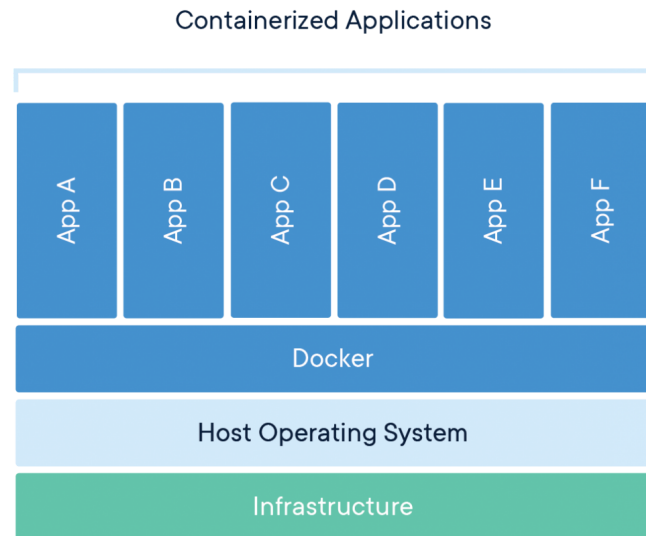 Containerized Applications
App A
App B
App C
App D
App E
App F
Docker
Host Operating System
Infrastructure